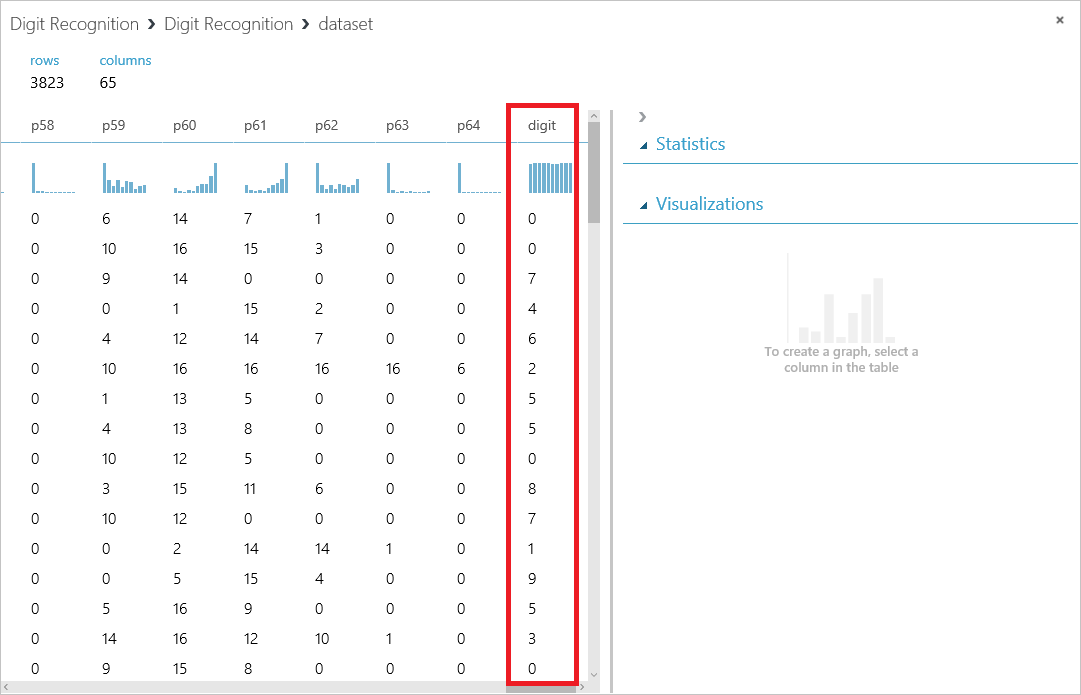 Digit Recognition › Digit Recognition › dataset
rows columns
3823 65
p58 p59 p60 p61 p62 p63 p64 digit
0 6 14 7 1 0 0 0
0 10 16 15 3 0 0 0
0 9 14 0 0 0 0 7
0 0 1 15 2 0 0 4
0 4 12 14 7 0 0 6
0 10 16 16 16 16 6 2
0 1 13 5 0 0 0 5
0 4 13 8 0 0 0 5
0 10 12 5 0 0 0 0
0 3 15 11 6 0 0 8
0 10 12 0 0 0 0 7
0 0 2 14 14 1 0 1
0 0 5 15 4 0 0 9
0 5 16 9 0 0 0 5
0 14 16 12 10 1 0 3
0 9 15 8 0 0 0 0
Statistics
Visualizations
To create a graph, select a
column in the table